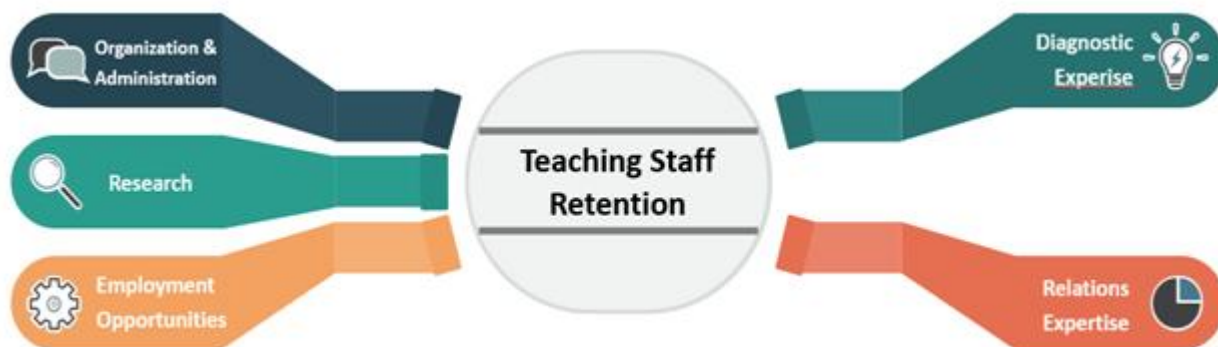 Organization &
Administration
Research
Employment
Opportunities
Teaching Staff
Retention
Diagnostic
Experise
Relations
Expertise